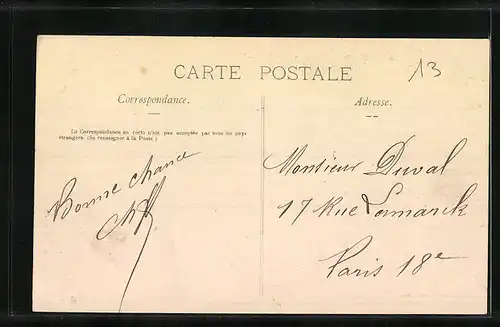 CARTE POSTALE
13
Correspondance.
La Correspondance au recto n'est pas acceptée par tous les pays
étrangers. (Se renseigner à la Poste)
Bonne chance
Adresse.
Monsieur Duval
17 Rue Lamarck
Paris 18e